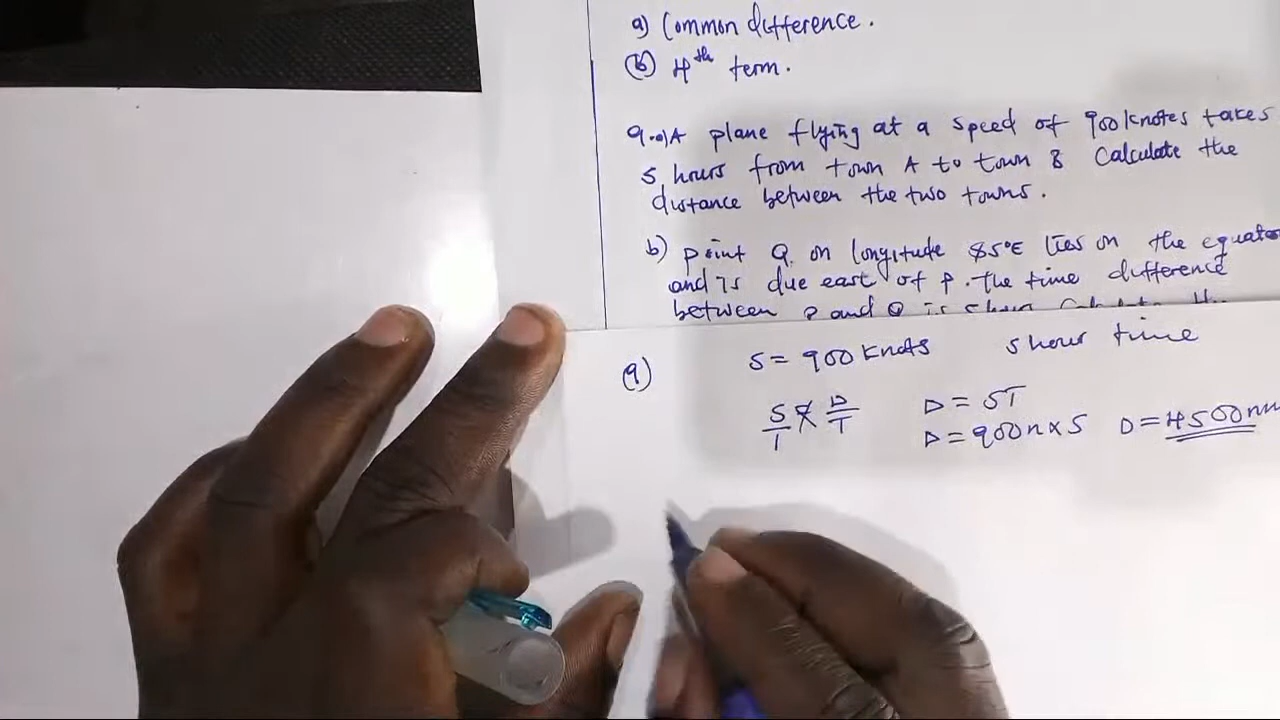 a) Common difference.
(b) 4th term.
9.a)A plane flying at a speed of 900knotes takes
5 hours from town A to town B Calculate the
distance between the two towns.
b) point Q on longitude 85°E lies on the equator
and is due east of P. The time difference
between P and Q is
(9) S = 900 Knots 5 hour time
S/1 D/T D = ST
D = 900n x 5 D = 4500nm